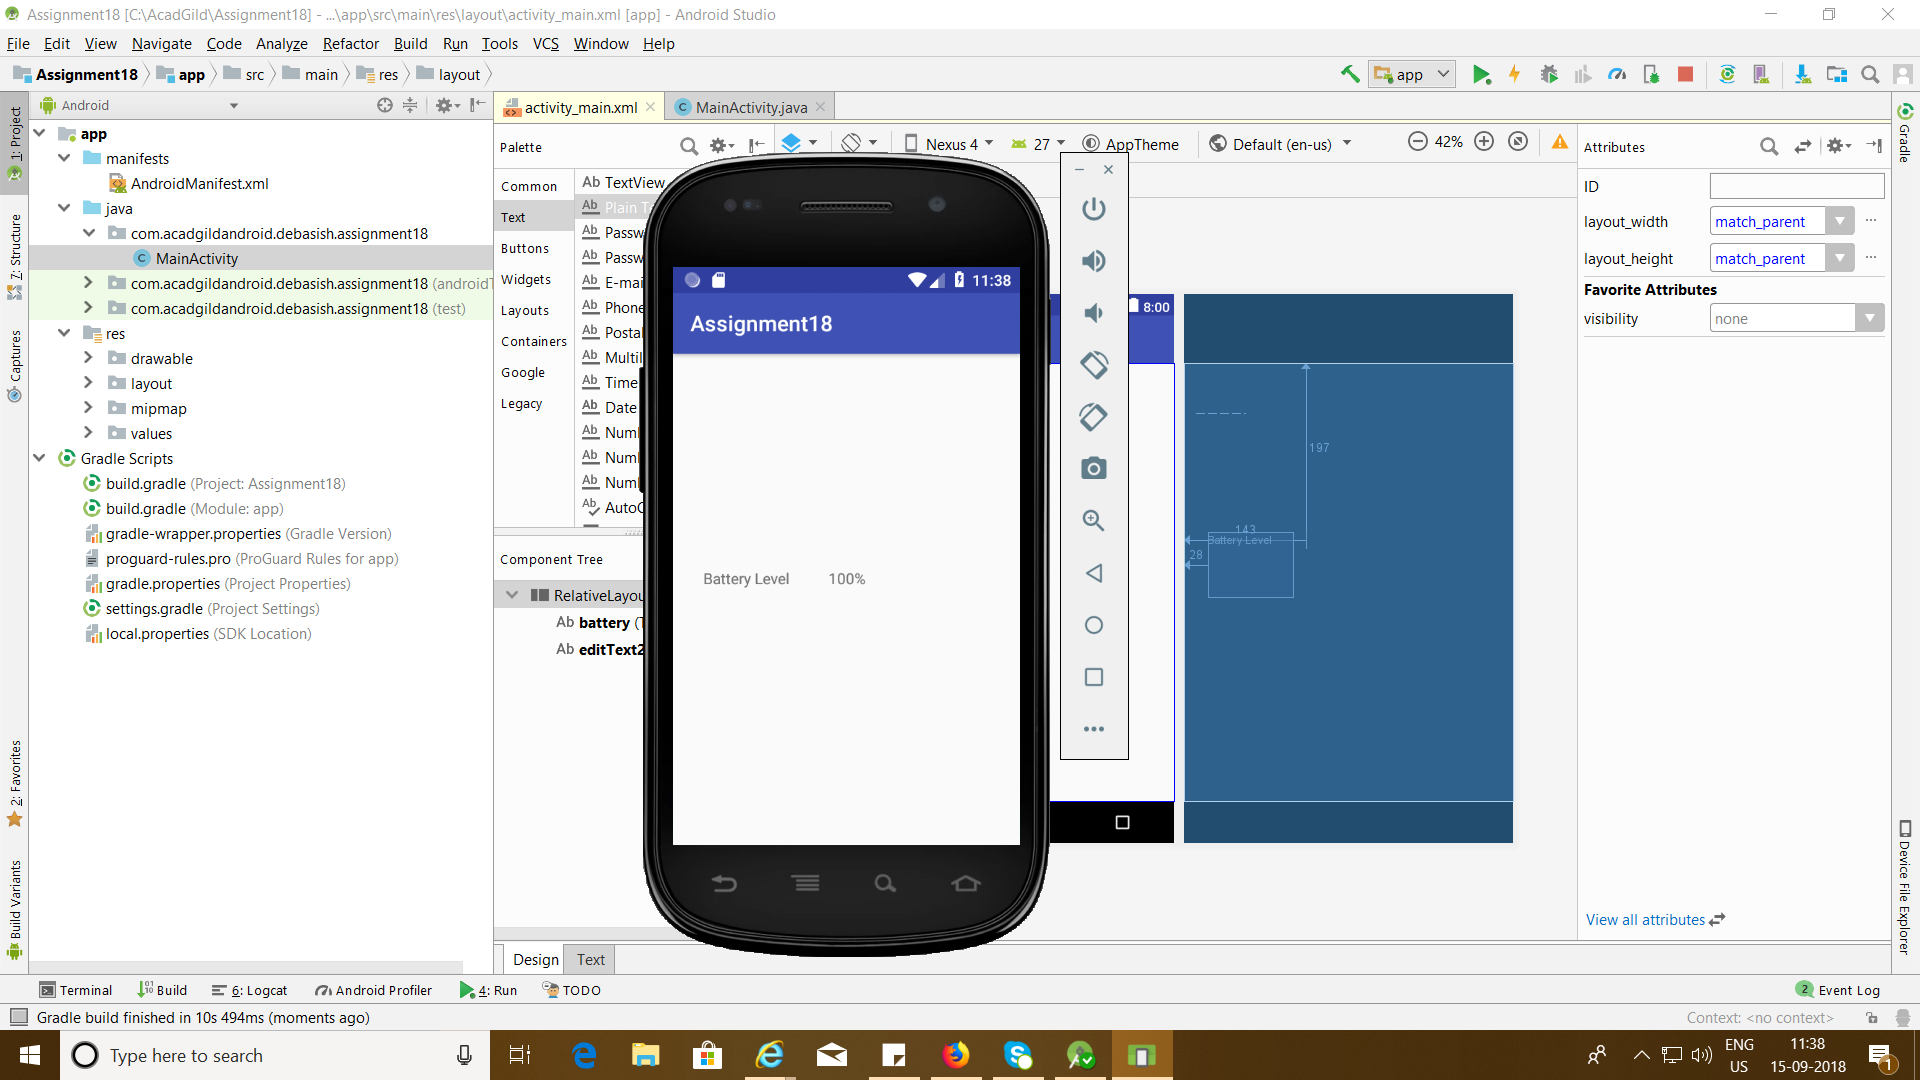 Assignment18 [C:\AcadGild\Assignment18] - ...\app\src\main\res\layout\activity_main.xml [app] - Android Studio
File Edit View Navigate Code Analyze Refactor Build Run Tools VCS Window Help
Assignment18 app src main res layout
app
1: Project
7: Structure
Captures
2: Favorites
Build Variants
Android
app
manifests
AndroidManifest.xml
java
com.acadgildandroid.debasish.assignment18
MainActivity
com.acadgildandroid.debasish.assignment18 (androidT
com.acadgildandroid.debasish.assignment18 (test)
res
drawable
layout
mipmap
values
Gradle Scripts
build.gradle (Project: Assignment18)
build.gradle (Module: app)
gradle-wrapper.properties (Gradle Version)
proguard-rules.pro (ProGuard Rules for app)
gradle.properties (Project Properties)
settings.gradle (Project Settings)
local.properties (SDK Location)
activity_main.xml MainActivity.java
Palette
Nexus 4 27 AppTheme Default (en-us) 42%
Common
Text
Buttons
Widgets
Layouts
Containers
Google
Legacy
Ab TextView
Ab Plain T
Ab Passw
Ab Passw
Ab E-mai
Ab Phone
Ab Postal
Ab Multil
Ab Time
Ab Date
Ab Numl
Ab Numl
Ab Numl
Ab AutoC
Component Tree
RelativeLayou
Ab battery (T
Ab editText2
11:38
Assignment18
Battery Level 100%
8:00
197
143
Battery Level
28
Design Text
Attributes
ID
layout_width match_parent ...
layout_height match_parent ...
Favorite Attributes
visibility none
View all attributes
Gradle
Device File Explorer
Terminal Build 6: Logcat Android Profiler 4: Run TODO
2 Event Log
Gradle build finished in 10s 494ms (moments ago)
Context: <no context>
Type here to search
ENG
US
11:38
15-09-2018
1